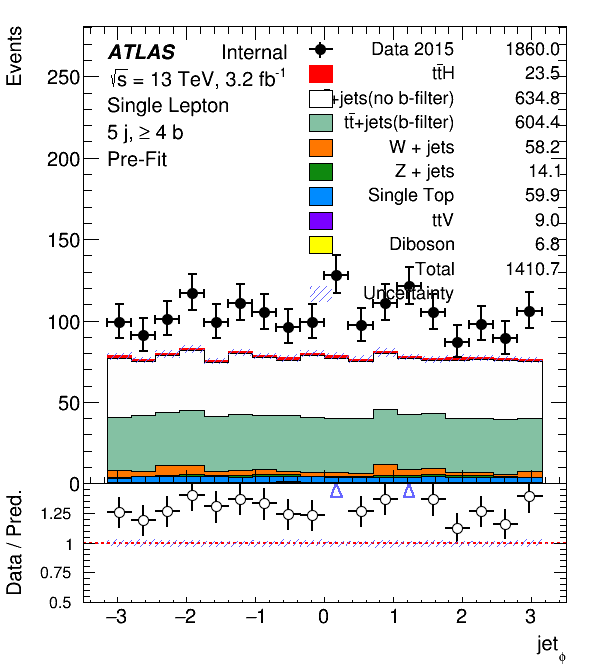 Events
ATLAS Internal
√s = 13 TeV, 3.2 fb⁻¹
Single Lepton
5 j, ≥ 4 b
Pre-Fit
Data 2015 1860.0
tt̄H 23.5
+jets(no b-filter) 634.8
tt̄+jets(b-filter) 604.4
W + jets 58.2
Z + jets 14.1
Single Top 59.9
ttV 9.0
Diboson 6.8
Total 1410.7
Uncertainty
250
200
150
100
50
0
Data / Pred.
1.25
1
0.75
0.5
−3 −2 −1 0 1 2 3
jet_ϕ